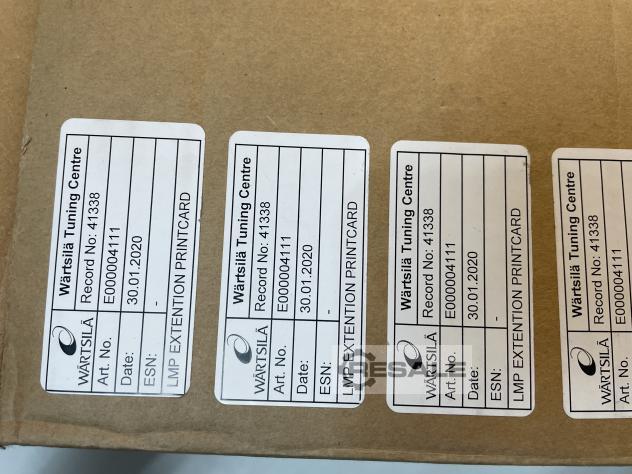 WÄRTSILÄ Wärtsilä Tuning Centre
Record No: 41338
Art. No. E000004111
Date: 30.01.2020
ESN: -
LMP EXTENTION PRINTCARD
WÄRTSILÄ Wärtsilä Tuning Centre
Record No: 41338
Art. No. E000004111
Date: 30.01.2020
ESN: -
LMP EXTENTION PRINTCARD
WÄRTSILÄ Wärtsilä Tuning Centre
Record No: 41338
Art. No. E000004111
Date: 30.01.2020
ESN: -
LMP EXTENTION PRINTCARD
WÄRTSILÄ Wärtsilä Tuning Centre
Record No: 41338
Art. No. E000004111
RESALE